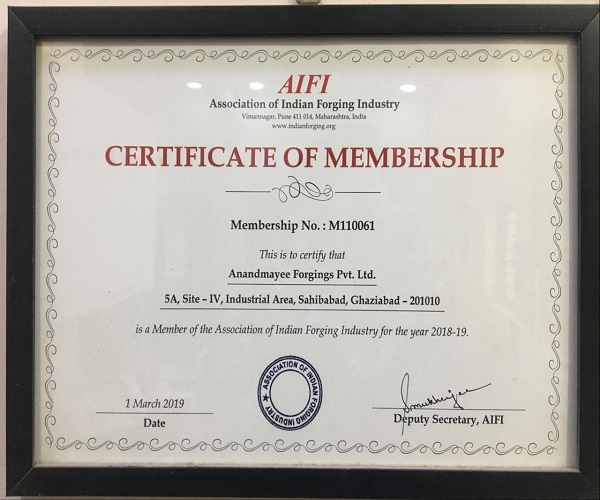 AIFI
Association of Indian Forging Industry
Vimannagar, Pune 411 014, Maharashtra, India
www.indianforging.org
CERTIFICATE OF MEMBERSHIP
Membership No. : M110061
This is to certify that
Anandmayee Forgings Pvt. Ltd.
5A, Site – IV, Industrial Area, Sahibabad, Ghaziabad – 201010
is a Member of the Association of Indian Forging Industry for the year 2018-19.
ASSOCIATION OF INDIAN FORGING INDUSTRY
1 March 2019
Date
Deputy Secretary, AIFI